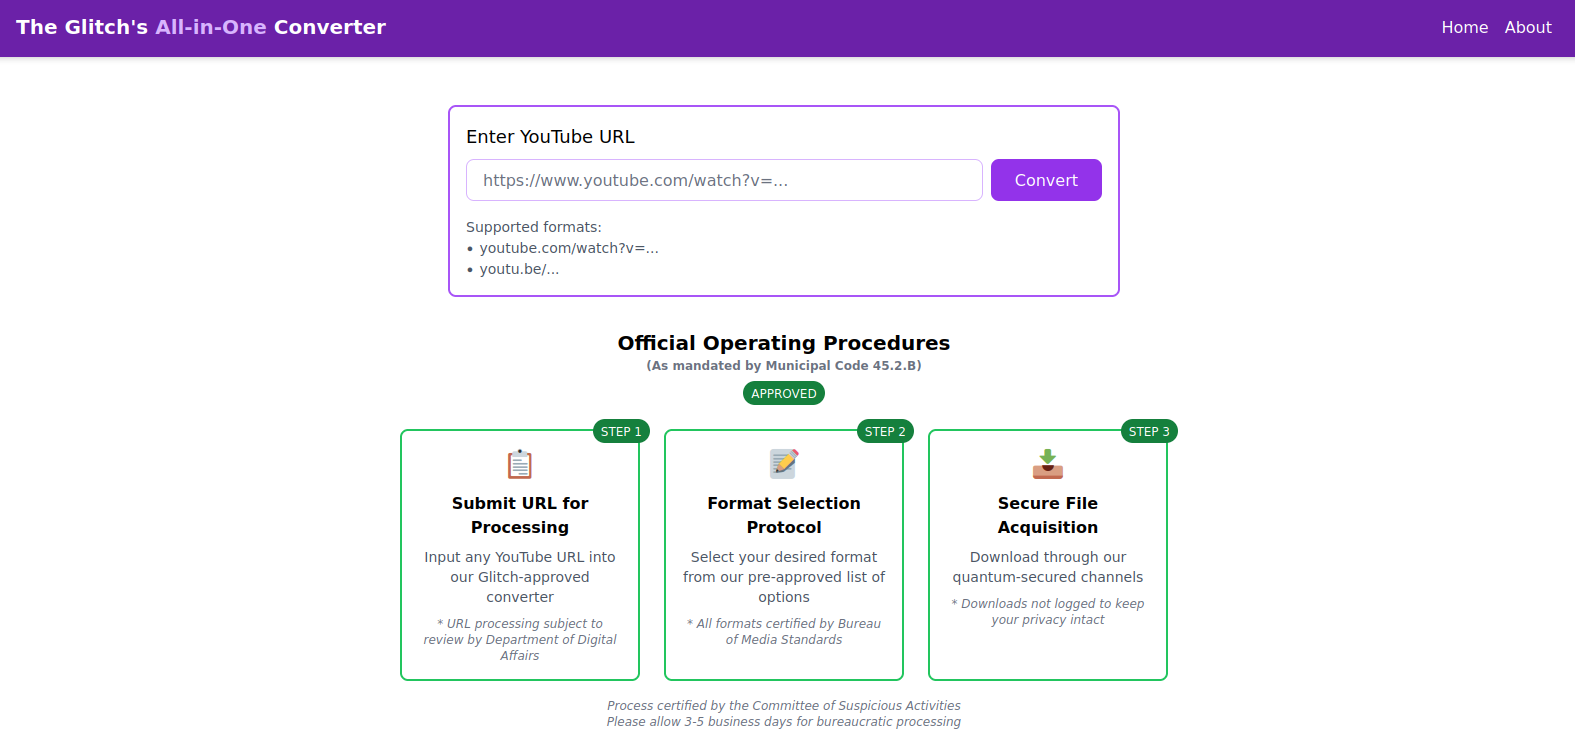 The Glitch's All-in-One Converter
Home
About
Enter YouTube URL
https://www.youtube.com/watch?v=...
Convert
Supported formats:
• youtube.com/watch?v=...
• youtu.be/...
Official Operating Procedures
(As mandated by Municipal Code 45.2.B)
APPROVED
STEP 1
Submit URL for
Processing
Input any YouTube URL into
our Glitch-approved
converter
* URL processing subject to
review by Department of Digital
Affairs
STEP 2
Format Selection
Protocol
Select your desired format
from our pre-approved list of
options
* All formats certified by Bureau
of Media Standards
STEP 3
Secure File
Acquisition
Download through our
quantum-secured channels
* Downloads not logged to keep
your privacy intact
Process certified by the Committee of Suspicious Activities
Please allow 3-5 business days for bureaucratic processing